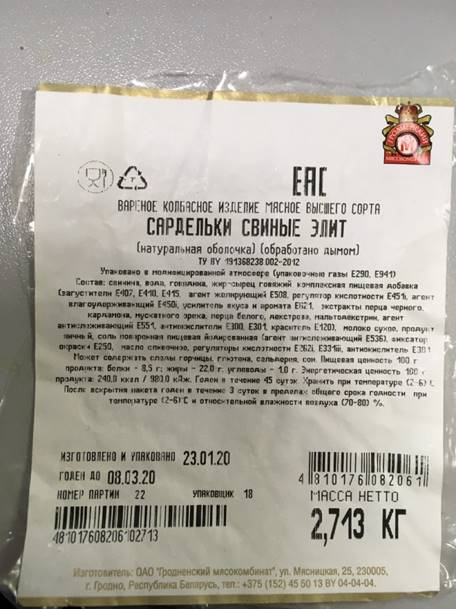 ГРОДНЕНСКИЙ
МЯСОКОМБИНАТ
ЕАС
ВАРЕНОЕ КОЛБАСНОЕ ИЗДЕЛИЕ МЯСНОЕ ВЫСШЕГО СОРТА
САРДЕЛЬКИ СВИНЫЕ ЭЛИТ
(натуральная оболочка) (обработано дымом)
ТУ BY 191368238.002-2012
Упаковано в модифицированной атмосфере (упаковочные газы Е290, Е941)
Состав: свинина, вода, говядина, жир-сырец говяжий комплексная пищевая добавка
(загустители Е407, Е410, Е415, агент желирующий Е508, регулятор кислотности Е451i, агент
влагоудерживающий Е450i, усилитель вкуса и аромата Е621, экстракты перца черного,
кардамона, мускатного ореха, перца белого, декстроза, мальтодекстрин, агент
антислеживающий Е551, антиокислители Е300, Е301, краситель Е120), молоко сухое, продукт
яичный, соль поваренная пищевая йодированная (агент антислеживающий Е536), фиксатор
окраски Е250, масло сливочное, регуляторы кислотности Е262i, Е331iii, антиокислитель Е301
Может содержать следы горчицы, глютена, сельдерея, сои. Пищевая ценность 100 г
продукта: белки - 8,5 г; жиры - 22,0 г. углеводы - 1,0 г. Энергетическая ценность 100 г
продукта: 240,0 ккал / 980,0 кДж. Годен в течение 45 суток. Хранить при температуре (2-6)°С
После вскрытия пакета годен в течение 3 суток в пределах общего срока годности при
температуре (2-6)°С и относительной влажности воздуха (70-80) %.
ИЗГОТОВЛЕНО И УПАКОВАНО 23.01.20
ГОДЕН ДО 08.03.20
НОМЕР ПАРТИИ 22 УПАКОВЩИК 18
4810176082061
МАССА НЕТТО
2,713 КГ
481017608206102713
Изготовитель: ОАО "Гродненский мясокомбинат", ул. Мясницкая, 25, 230005,
г. Гродно, Республика Беларусь, тел.: +375 (152) 45 50 13 BY 04-04-04.